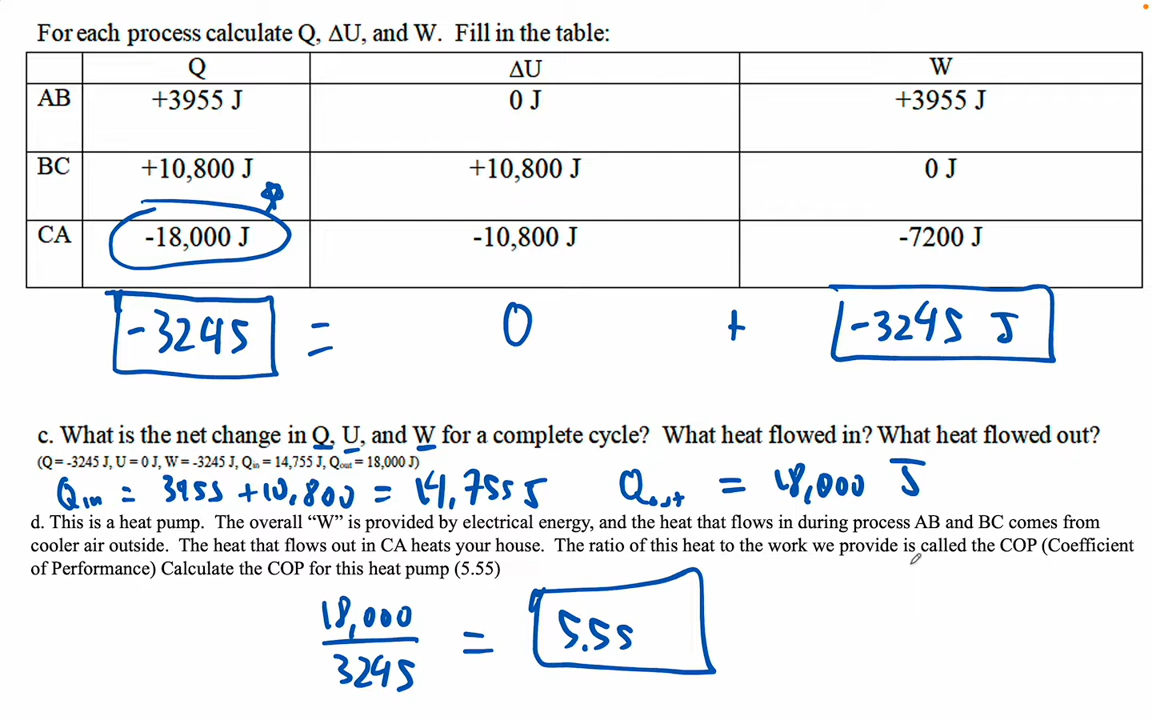 For each process calculate Q, ΔU, and W.  Fill in the table:
Q ΔU W
AB +3955 J 0 J +3955 J
BC +10,800 J +10,800 J 0 J
CA -18,000 J -10,800 J -7200 J
-3245 = 0 + -3245 J
c. What is the net change in Q, U, and W for a complete cycle?  What heat flowed in? What heat flowed out?
(Q = -3245 J, U = 0 J, W = -3245 J, Qin = 14,755 J, Qout = 18,000 J)
Qin = 3955 + 10,800 = 14,755 J Qout = 18,000 J
d. This is a heat pump.  The overall “W” is provided by electrical energy, and the heat that flows in during process AB and BC comes from
cooler air outside.  The heat that flows out in CA heats your house.  The ratio of this heat to the work we provide is called the COP (Coefficient
of Performance) Calculate the COP for this heat pump (5.55)
18,000
= 5.55
3245